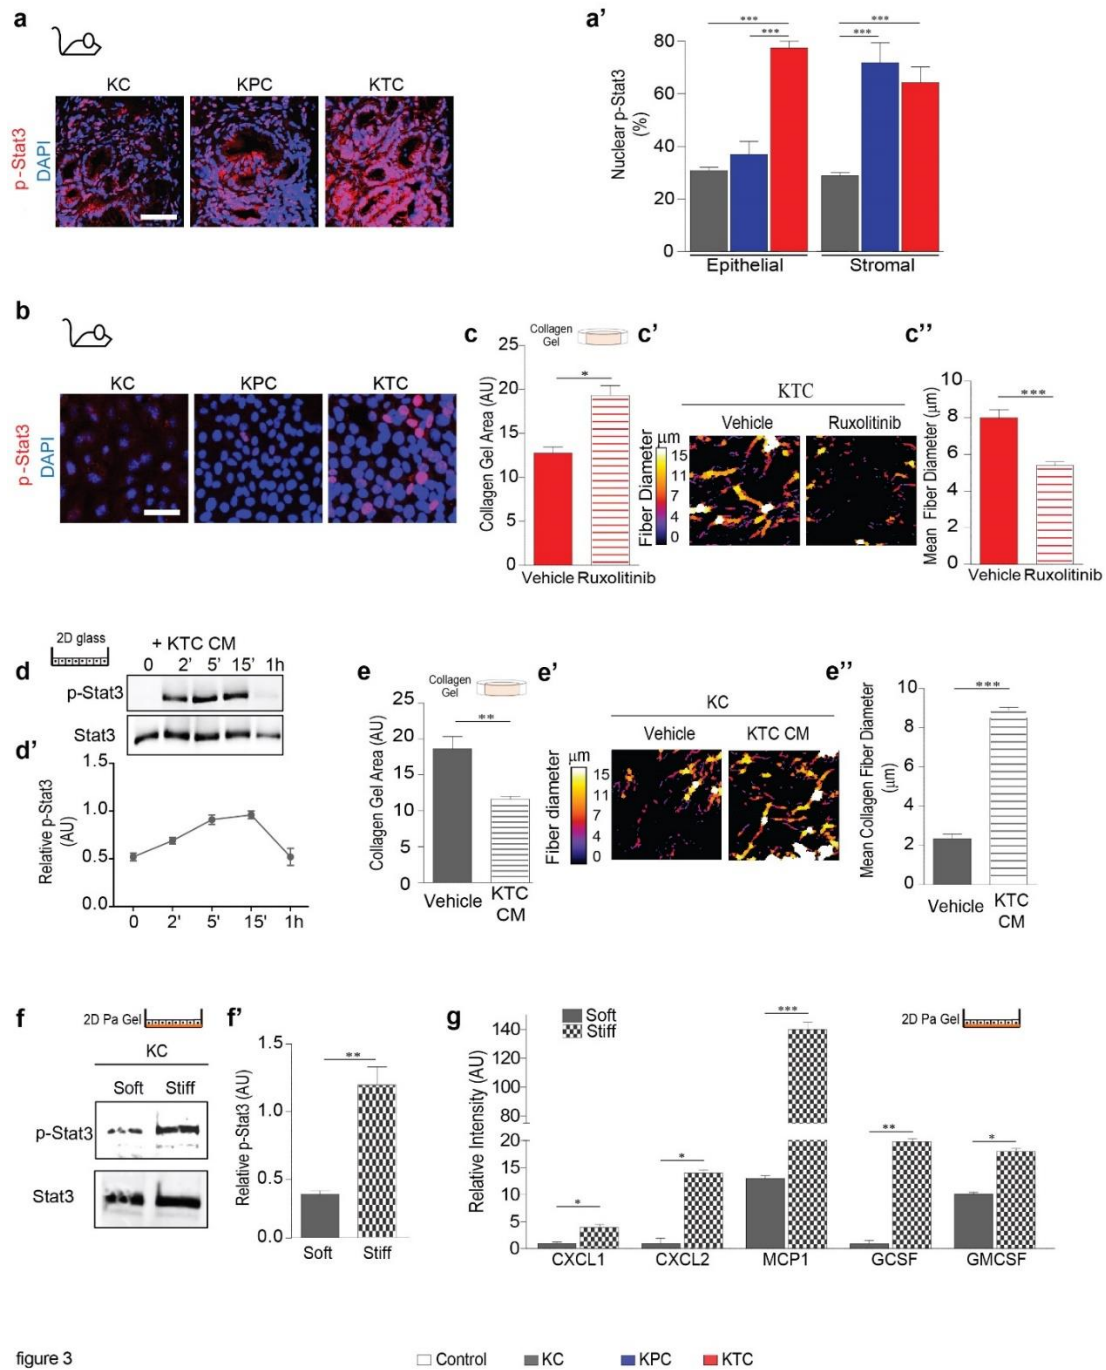 a
KC KPC KTC
p-Stat3
DAPI
a’
*** ***
*** *** ***
Nuclear p-Stat3
(%)
80
60
40
20
0
Epithelial Stromal
b
KC KPC KTC
p-Stat3
DAPI
c
Collagen
Gel
Collagen Gel Area (AU)
25
20
15
10
5
0
*
Vehicle Ruxolitinib
c’
KTC
Vehicle Ruxolitinib
Fiber Diameter
µm
15
11
7
4
0
c’’
Mean Fiber Diameter (µm)
10
8
6
4
2
0
***
Vehicle Ruxolitinib
d
2D glass
+ KTC CM
0 2’ 5’ 15’ 1h
p-Stat3
Stat3
d’
Relative p-Stat3
(AU)
1.5
1.0
0.5
0.0
0 2’ 5’ 15’ 1h
e
Collagen
Gel
Collagen Gel Area (AU)
25
20
15
10
5
0
**
Vehicle KTC
CM
e’
KC
Vehicle KTC CM
Fiber diameter
µm
15
11
7
4
0
e’’
Mean Collagen Fiber Diameter
(µm)
10
8
6
4
2
0
***
Vehicle KTC
CM
f
2D Pa Gel
KC
Soft Stiff
p-Stat3
Stat3
f’
Relative p-Stat3 (AU)
1.5
1.0
0.5
0.0
**
Soft Stiff
g
Soft
Stiff
2D Pa Gel
Relative Intensity (AU)
140
120
100
80
20
15
10
5
0
* * *** ** *
CXCL1 CXCL2 MCP1 GCSF GMCSF
figure 3
Control KC KPC KTC